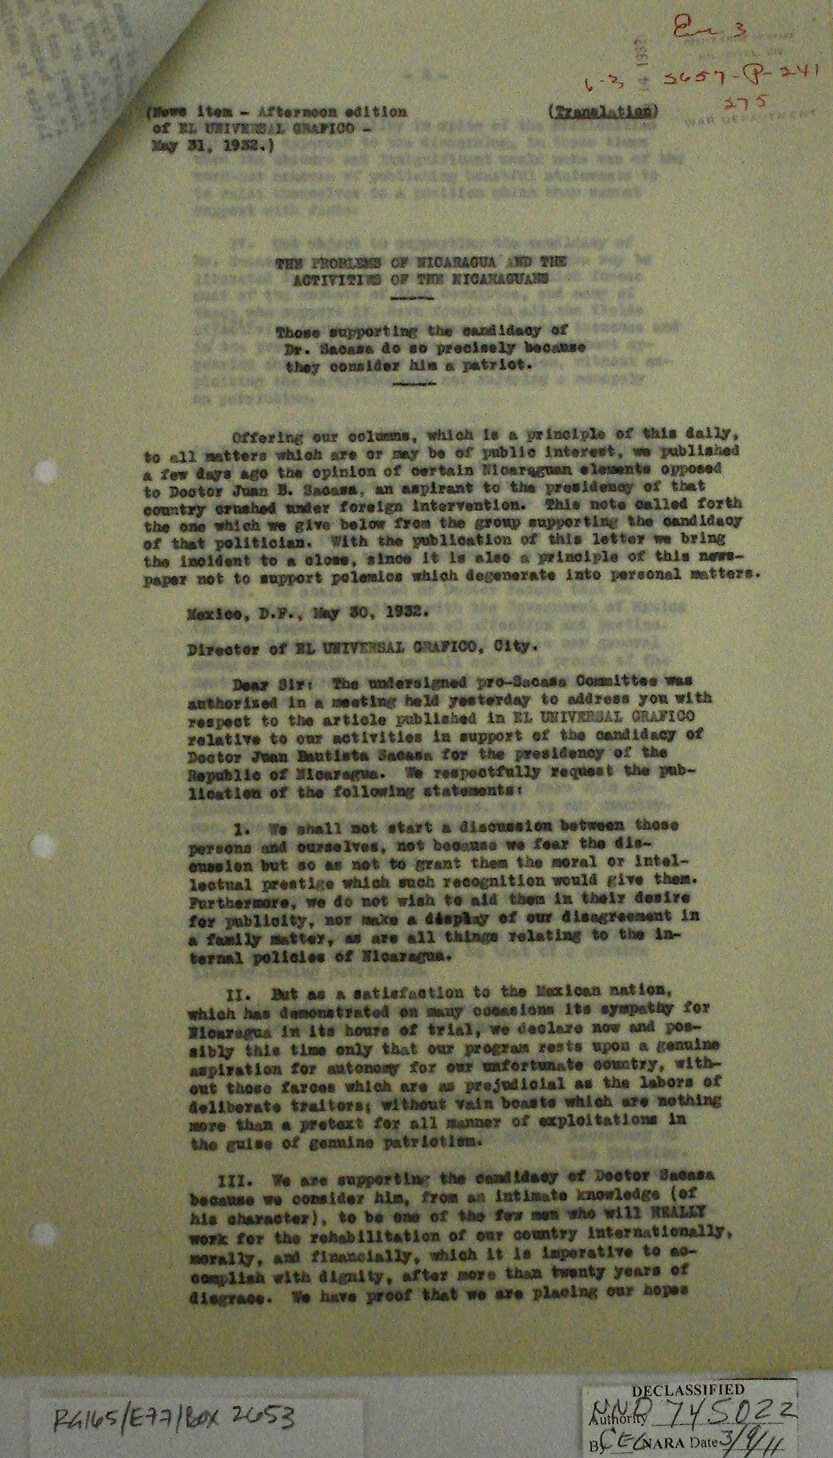 Enc 3
6-3 5657-P-241
275
WAR DEPARTMENT
(News item - Afternoon edition
of EL UNIVERSAL GRAFICO -
May 31, 1932.)
(Translation)
THE PROBLEMS OF NICARAGUA AND THE
ACTIVITIES OF THE NICARAGUANS
Those supporting the candidacy of
Dr. Sacasa do so precisely because
they consider him a patriot.
Offering our columns, which is a principle of this daily,
to all matters which are or may be of public interest, we published
a few days ago the opinion of certain Nicaraguan elements opposed
to Doctor Juan B. Sacasa, an aspirant to the presidency of that
country crushed under foreign intervention. This note called forth
the one which we give below from the group supporting the candidacy
of that politician. With the publication of this letter we bring
the incident to a close, since it is also a principle of this news-
paper not to support polemics which degenerate into personal matters.
Mexico, D.F., May 30, 1932.
Director of EL UNIVERSAL GRAFICO, City.
Dear Sir: The undersigned pro-Sacasa Committee was
authorized in a meeting held yesterday to address you with
respect to the article published in EL UNIVERSAL GRAFICO
relative to our activities in support of the candidacy of
Doctor Juan Bautista Sacasa for the presidency of the
Republic of Nicaragua. We respectfully request the pub-
lication of the following statements:
I. We shall not start a discussion between those
persons and ourselves, not because we fear the dis-
cussion but so as not to grant them the moral or intel-
lectual prestige which such recognition would give them.
Furthermore, we do not wish to aid them in their desire
for publicity, nor make a display of our disagreement in
a family matter, as are all things relating to the in-
ternal policies of Nicaragua.
II. But as a satisfaction to the Mexican nation,
which has demonstrated on many occasions its sympathy for
Nicaragua in its hours of trial, we declare now and pos-
sibly this time only that our program rests upon a genuine
aspiration for autonomy for our unfortunate country, with-
out those farces which are as prejudicial as the labors of
deliberate traitors; without vain boasts which are nothing
more than a pretext for all manner of exploitations in
the guise of genuine patriotism.
III. We are supporting the candidacy of Doctor Sacasa
because we consider him, from an intimate knowledge (of
his character), to be one of the few men who will REALLY
work for the rehabilitation of our country internationally,
morally, and financially, which it is imperative to ac-
complish with dignity, after more than twenty years of
disgrace. We have proof that we are placing our hopes
RG165/E77/BOX 2653
DECLASSIFIED
Authority NND 745022
By CEG NARA Date 3/9/11